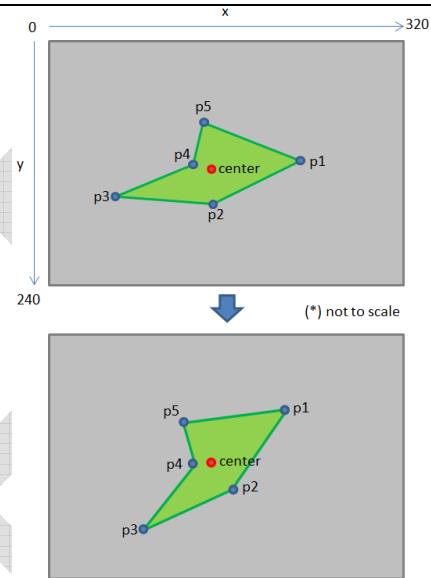 x
0
320
p5
p4
center
p1
y
p3
p2
240
(*) not to scale
p5
p1
p4
center
p2
p3